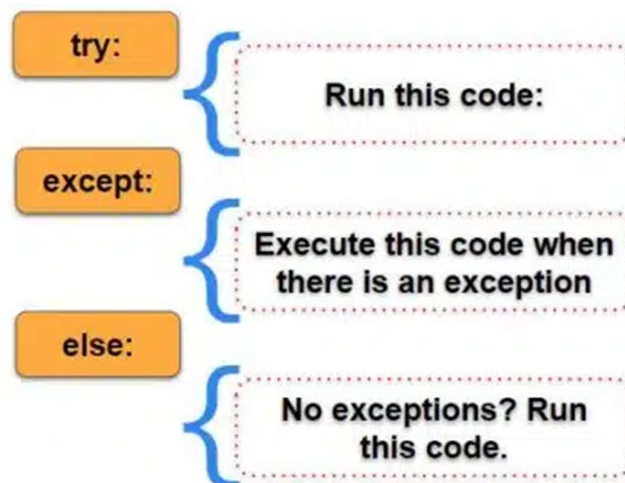 try:
Run this code:
except:
Execute this code when
there is an exception
else:
No exceptions? Run
this code.